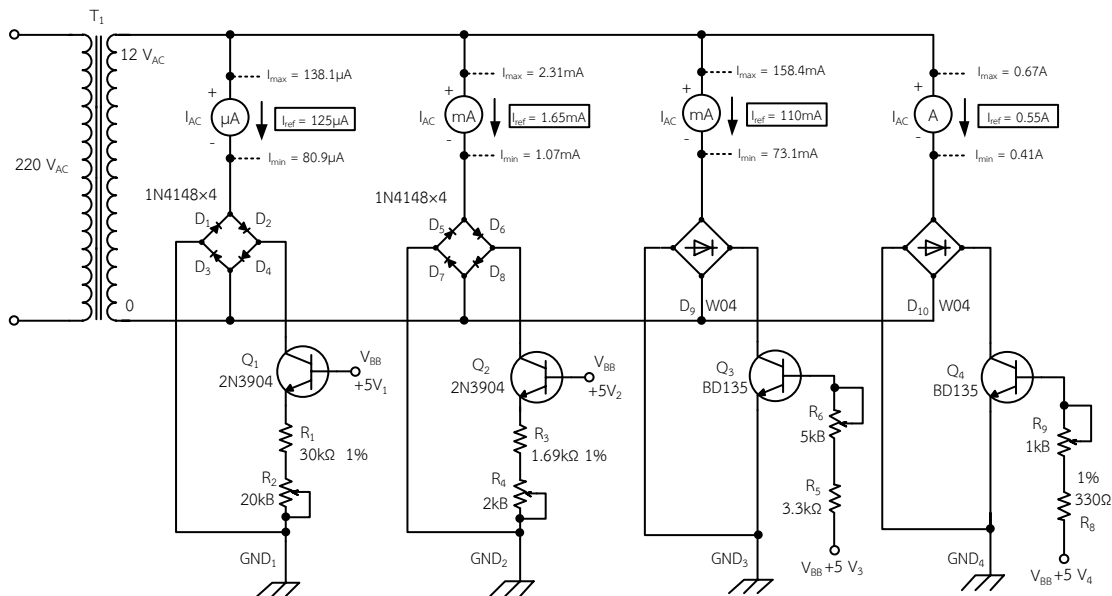 T1
12 VAC
220 VAC
0
Imax = 138.1µA
+
IAC
µA
Iref = 125µA
-
Imin = 80.9µA
1N4148×4
D1
D2
D3
D4
Q1
2N3904
VBB
+5V1
R1
30kΩ 1%
R2
20kB
GND1
Imax = 2.31mA
+
IAC
mA
Iref = 1.65mA
-
Imin = 1.07mA
1N4148×4
D5
D6
D7
D8
Q2
2N3904
VBB
+5V2
R3
1.69kΩ 1%
R4
2kB
GND2
Imax = 158.4mA
+
IAC
mA
Iref = 110mA
-
Imin = 73.1mA
D9 W04
Q3
BD135
R6
5kB
R5
3.3kΩ
GND3
VBB +5 V3
Imax = 0.67A
+
IAC
A
Iref = 0.55A
-
Imin = 0.41A
D10 W04
Q4
BD135
R9
1kB
1%
330Ω
R8
GND4
VBB +5 V4